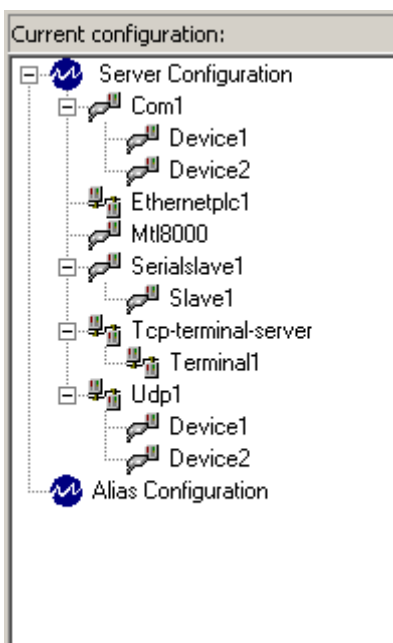 Current configuration:
Server Configuration
Com1
Device1
Device2
Ethernetplc1
Mtl8000
Serialslave1
Slave1
Tcp-terminal-server
Terminal1
Udp1
Device1
Device2
Alias Configuration